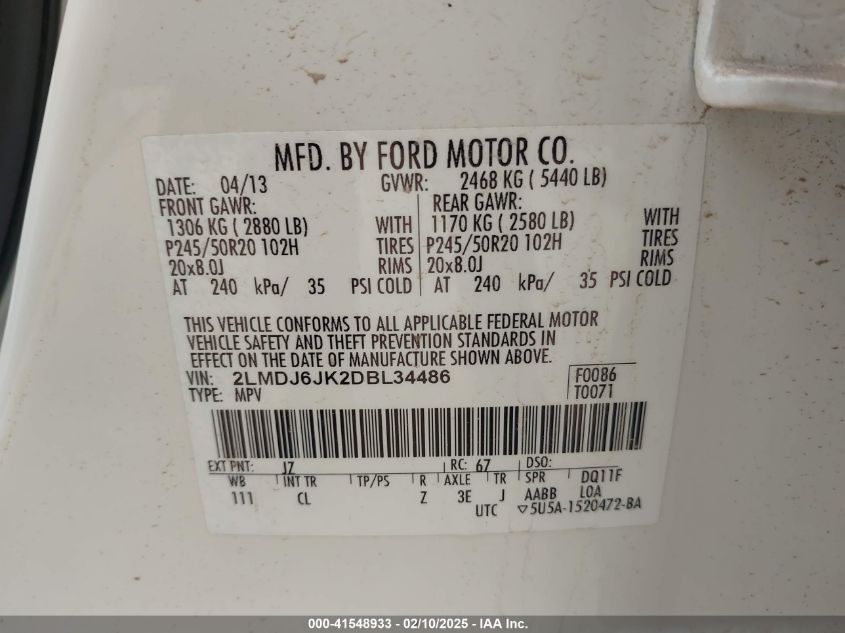 MFD. BY FORD MOTOR CO.
DATE: 04/13 GVWR: 2468 KG ( 5440 LB)
FRONT GAWR: REAR GAWR:
1306 KG ( 2880 LB) WITH 1170 KG ( 2580 LB) WITH
P245/50R20 102H TIRES P245/50R20 102H TIRES
20x8.0J RIMS 20x8.0J RIMS
AT 240 kPa/ 35 PSI COLD AT 240 kPa/ 35 PSI COLD
THIS VEHICLE CONFORMS TO ALL APPLICABLE FEDERAL MOTOR
VEHICLE SAFETY AND THEFT PREVENTION STANDARDS IN
EFFECT ON THE DATE OF MANUFACTURE SHOWN ABOVE.
VIN: 2LMDJ6JK2DBL34486 F0086
TYPE: MPV T0071
EXT PNT: JZ RC: 67 DSO:
WB INT TR TP/PS R AXLE TR SPR DQ11F
111 CL Z 3E J AABB LOA
UTC ▽5U5A-1520472-BA
000-41548933 - 02/10/2025 - IAAI Inc.